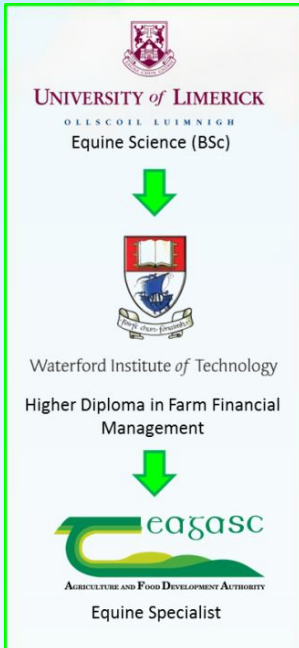 UNIVERSITY of LIMERICK
OLLSCOIL LUIMNIGH
Equine Science (BSc)
Waterford Institute of Technology
Higher Diploma in Farm Financial
Management
teagasc
AGRICULTURE AND FOOD DEVELOPMENT AUTHORITY
Equine Specialist